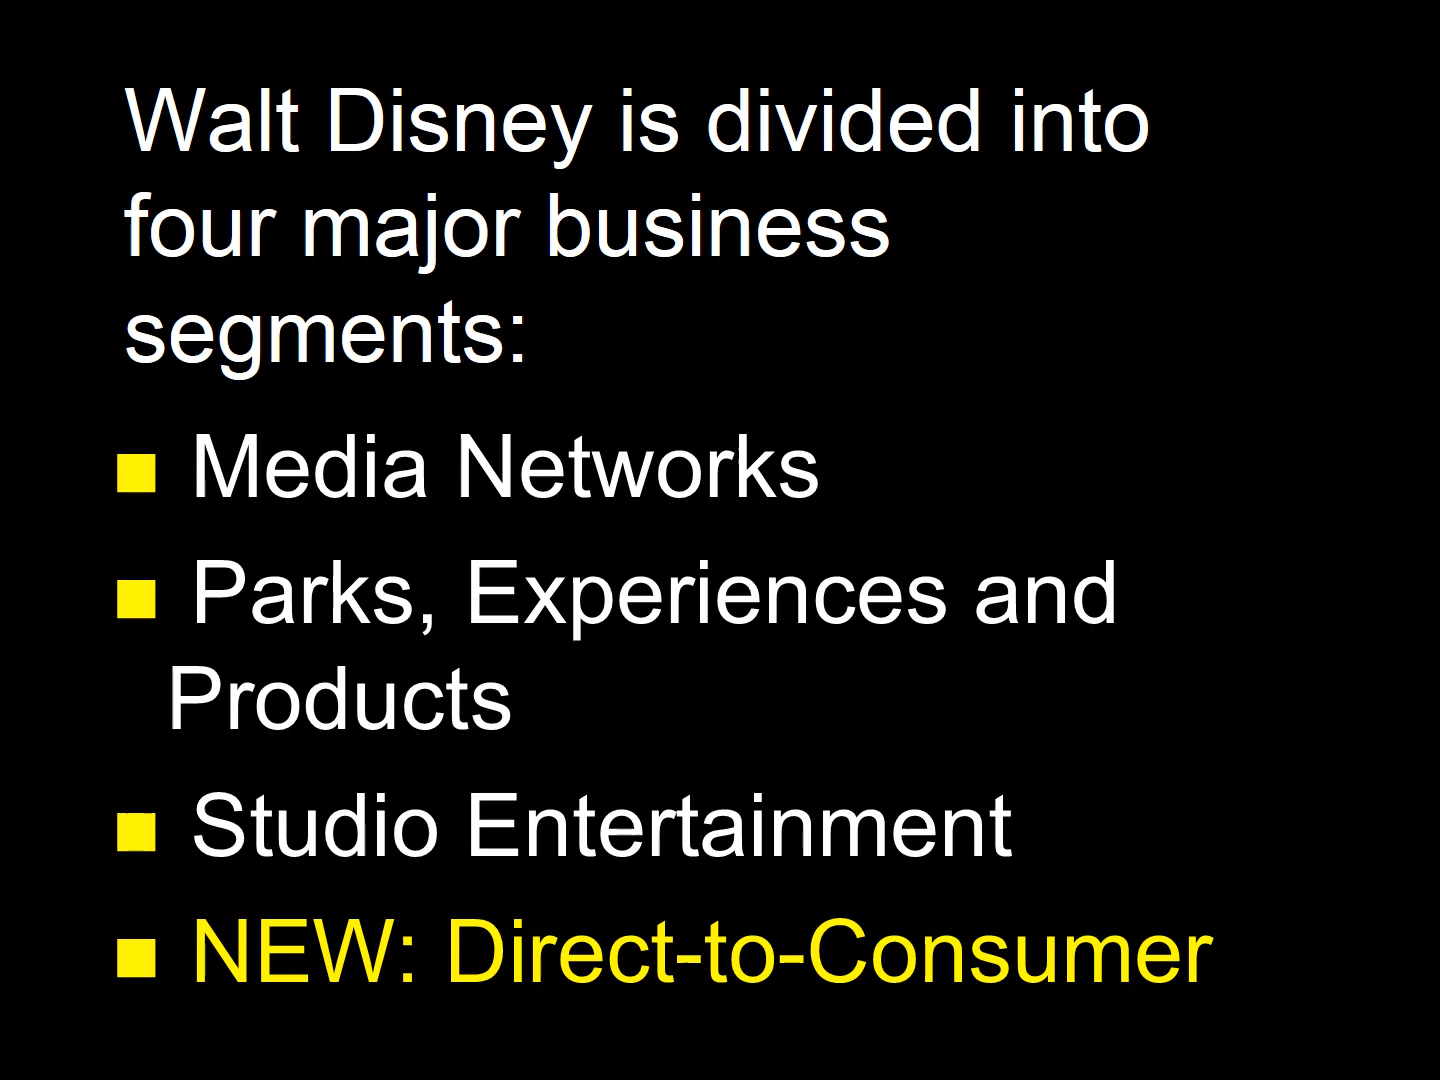 Walt Disney is divided into
four major business
segments:
■ Media Networks
■ Parks, Experiences and
Products
■ Studio Entertainment
■ NEW: Direct-to-Consumer